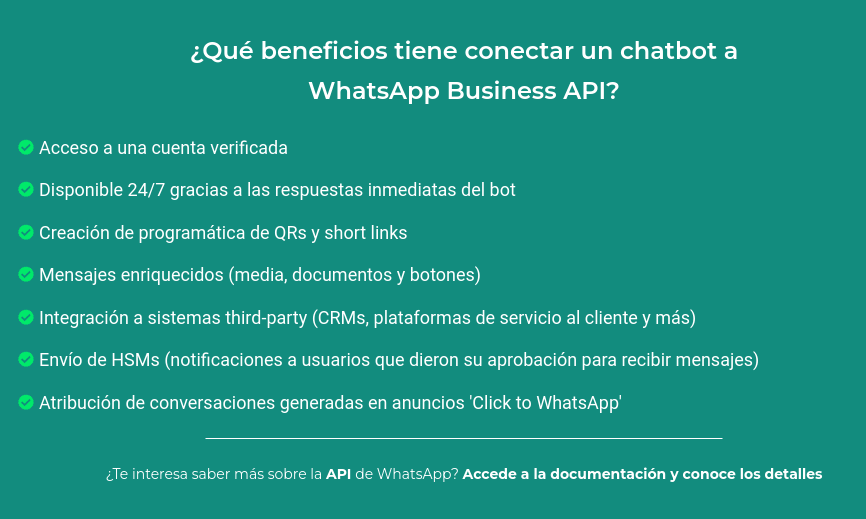 ¿Qué beneficios tiene conectar un chatbot a
WhatsApp Business API?
Acceso a una cuenta verificada
Disponible 24/7 gracias a las respuestas inmediatas del bot
Creación de programática de QRs y short links
Mensajes enriquecidos (media, documentos y botones)
Integración a sistemas third-party (CRMs, plataformas de servicio al cliente y más)
Envío de HSMs (notificaciones a usuarios que dieron su aprobación para recibir mensajes)
Atribución de conversaciones generadas en anuncios 'Click to WhatsApp'
¿Te interesa saber más sobre la API de WhatsApp? Accede a la documentación y conoce los detalles